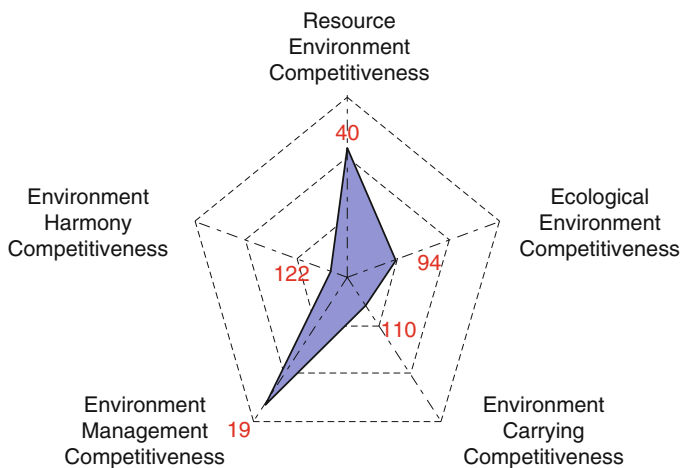 Resource
Environment
Competitiveness
40
Environment
Harmony
Competitiveness
Ecological
Environment
Competitiveness
122
94
110
Environment
Management
Competitiveness
19
Environment
Carrying
Competitiveness